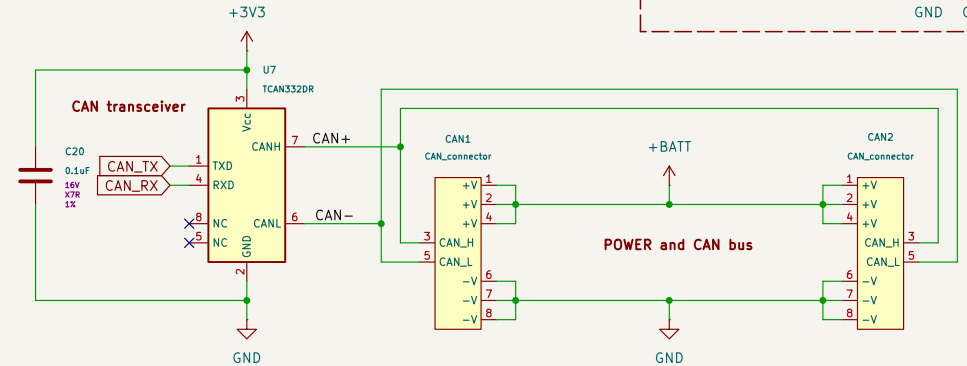 +3V3
GND
U7
TCAN332DR
CAN transceiver
3
Vcc
C20
0.1uF
16V
X7R
1%
CAN_TX
CAN_RX
1
TXD
4
RXD
8
NC
5
NC
CANH
7
CAN+
CANL
6
CAN-
GND
2
GND
CAN1
CAN_connector
+V
1
+V
2
+V
4
3
CAN_H
5
CAN_L
-V
6
-V
7
-V
8
+BATT
POWER and CAN bus
GND
CAN2
CAN_connector
1
+V
2
+V
4
+V
CAN_H
3
CAN_L
5
6
-V
7
-V
8
-V